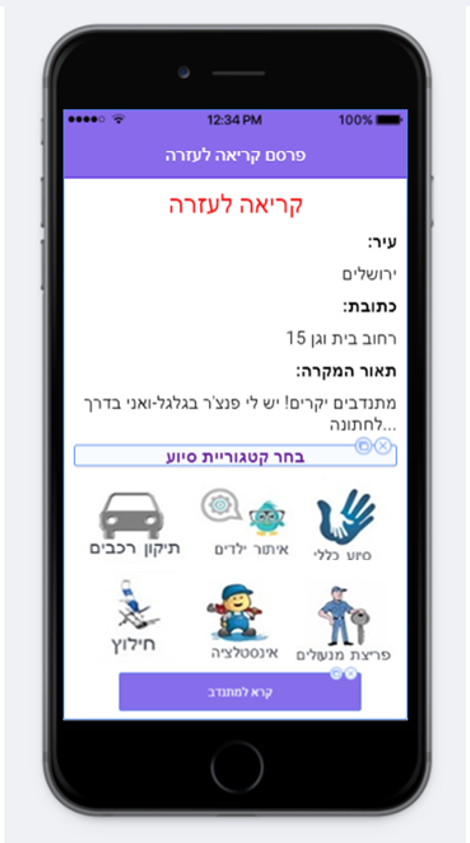 12:34 PM
100%
פרסם קריאה לעזרה
קריאה לעזרה
עיר:
ירושלים
כתובת:
רחוב בית וגן 15
תאור המקרה:
מתנדבים יקרים! יש לי פנצ'ר בגלגל-ואני בדרך
לחתונה...
בחר קטגוריית סיוע
סיוע כללי
איתור ילדים
תיקון רכבים
פריצת מנעולים
אינסטלציה
חילוץ
קרא למתנדב